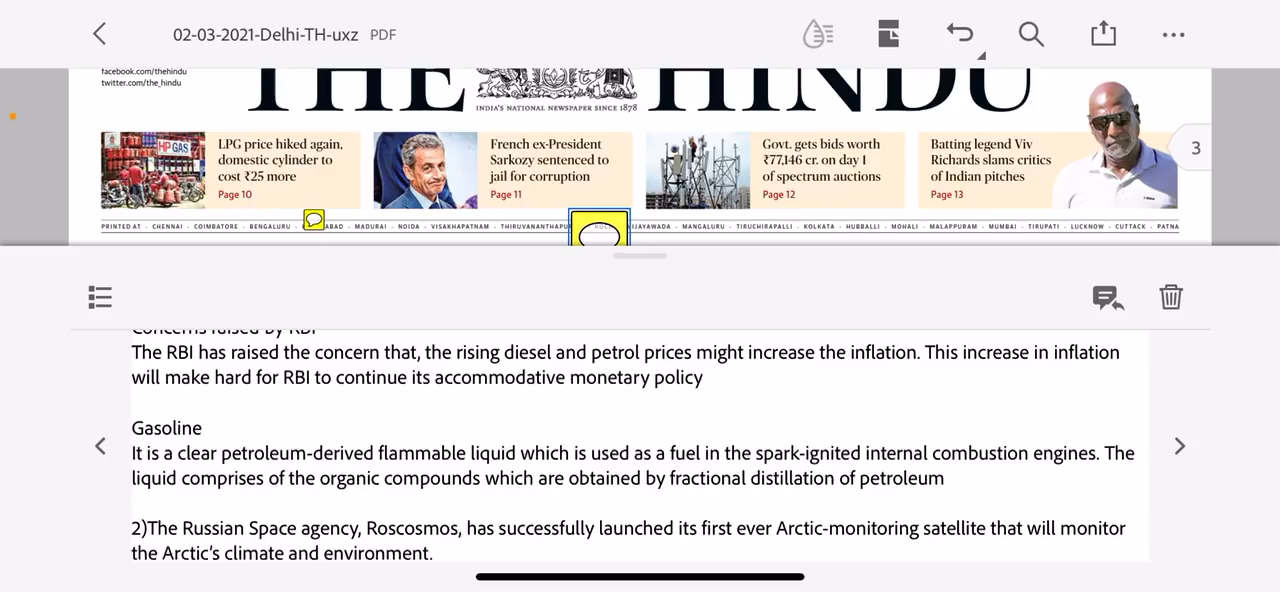 02-03-2021-Delhi-TH-uxz PDF
facebook.com/thehindu
twitter.com/the_hindu
THE HINDU
INDIA'S NATIONAL NEWSPAPER SINCE 1878
HP GAS
LPG price hiked again,
domestic cylinder to
cost ₹25 more
Page 10
French ex-President
Sarkozy sentenced to
jail for corruption
Page 11
Govt. gets bids worth
₹77,146 cr. on day 1
of spectrum auctions
Page 12
Batting legend Viv
Richards slams critics
of Indian pitches
Page 13
3
PRINTED AT - CHENNAI - COIMBATORE - BENGALURU - ABAD - MADURAI - NOIDA - VISAKHAPATNAM - THIRUVANANTHAPU KOCHI IJAYAWADA - MANGALURU - TIRUCHIRAPALLI - KOLKATA - HUBBALLI - MOHALI - MALAPPURAM - MUMBAI - TIRUPATI - LUCKNOW - CUTTACK - PATNA
Concerns raised by RBI
The RBI has raised the concern that, the rising diesel and petrol prices might increase the inflation. This increase in inflation
will make hard for RBI to continue its accommodative monetary policy
Gasoline
It is a clear petroleum-derived flammable liquid which is used as a fuel in the spark-ignited internal combustion engines. The
liquid comprises of the organic compounds which are obtained by fractional distillation of petroleum
2)The Russian Space agency, Roscosmos, has successfully launched its first ever Arctic-monitoring satellite that will monitor
the Arctic's climate and environment.